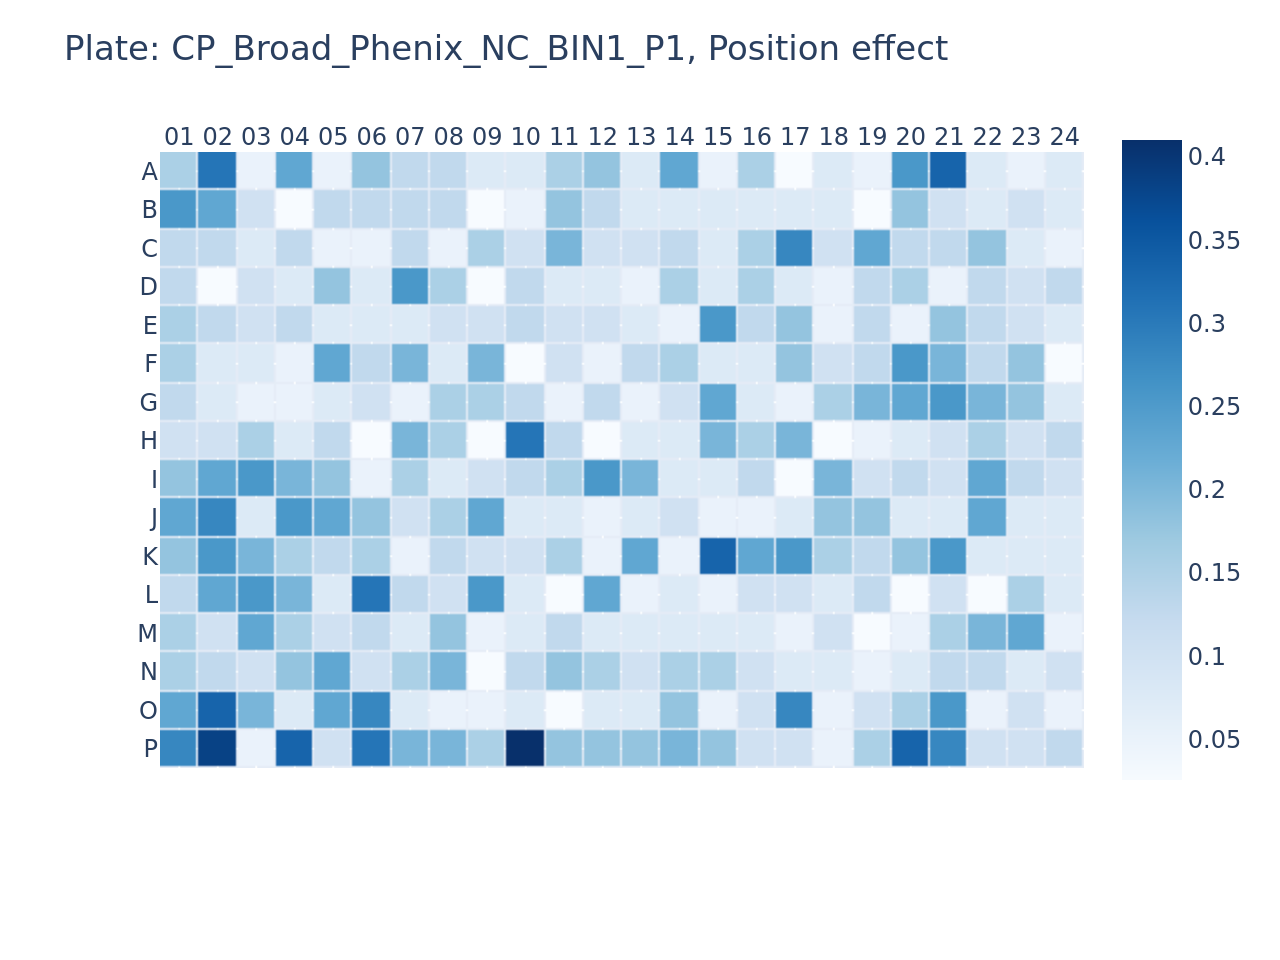 Plate: CP_Broad_Phenix_NC_BIN1_P1, Position effect
01 02 03 04 05 06 07 08 09 10 11 12 13 14 15 16 17 18 19 20 21 22 23 24
A
B
C
D
E
F
G
H
I
J
K
L
M
N
O
P
0.4
0.35
0.3
0.25
0.2
0.15
0.1
0.05